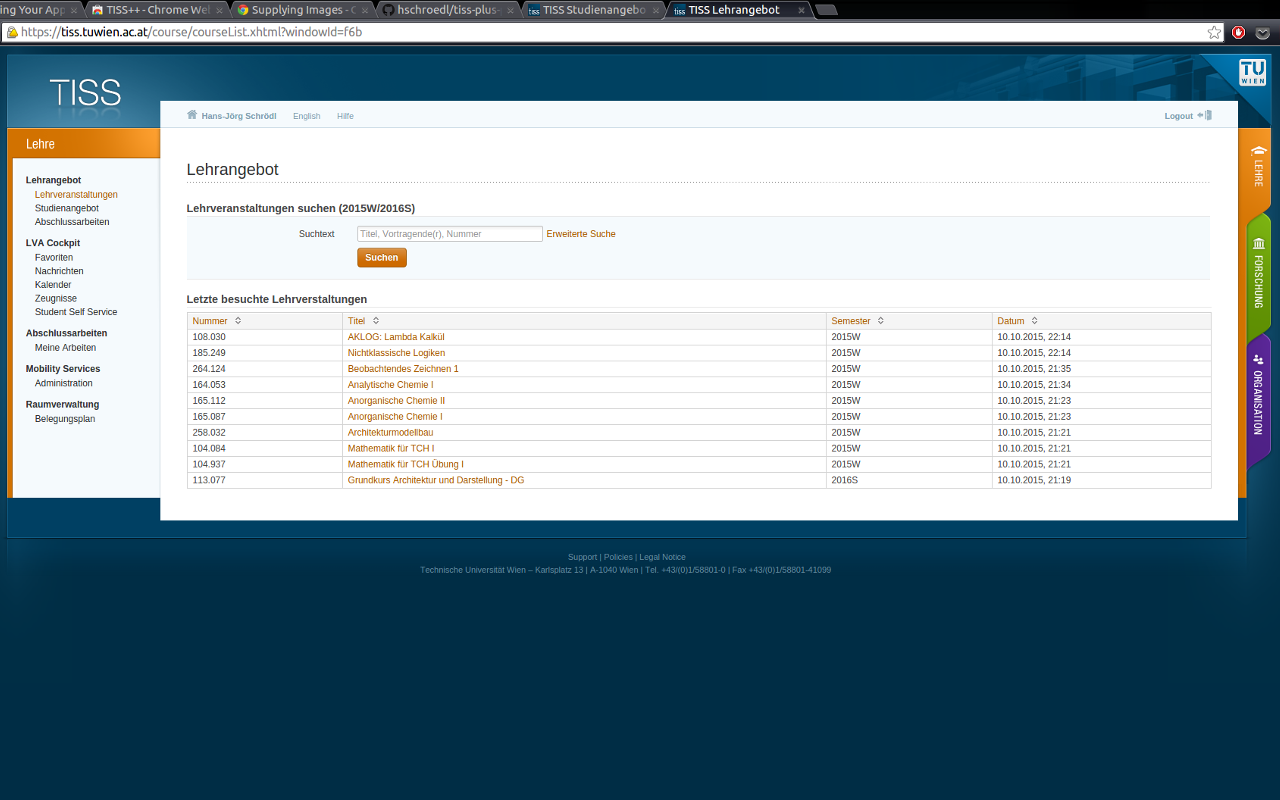 ing Your App TISS++ - Chrome Wel Supplying Images - C hschroedl/tiss-plus- TISS Studienangebo TISS Lehrangebot
https://tiss.tuwien.ac.at/course/courseList.xhtml?windowId=f6b
TISS
TU
WIEN
Hans-Jörg Schrödl English Hilfe Logout
Lehre
Lehrangebot
Lehrveranstaltungen
Studienangebot
Abschlussarbeiten
LVA Cockpit
Favoriten
Nachrichten
Kalender
Zeugnisse
Student Self Service
Abschlussarbeiten
Meine Arbeiten
Mobility Services
Administration
Raumverwaltung
Belegungsplan
Lehrangebot
Lehrveranstaltungen suchen (2015W/2016S)
Suchtext Titel, Vortragende(r), Nummer Erweiterte Suche
Suchen
Letzte besuchte Lehrverstaltungen
Nummer Titel Semester Datum
108.030 AKLOG: Lambda Kalkül 2015W 10.10.2015, 22:14
185.249 Nichtklassische Logiken 2015W 10.10.2015, 22:14
264.124 Beobachtendes Zeichnen 1 2015W 10.10.2015, 21:35
164.053 Analytische Chemie I 2015W 10.10.2015, 21:34
165.112 Anorganische Chemie II 2015W 10.10.2015, 21:23
165.087 Anorganische Chemie I 2015W 10.10.2015, 21:23
258.032 Architekturmodellbau 2015W 10.10.2015, 21:21
104.084 Mathematik für TCH I 2015W 10.10.2015, 21:21
104.937 Mathematik für TCH Übung I 2015W 10.10.2015, 21:21
113.077 Grundkurs Architektur und Darstellung - DG 2016S 10.10.2015, 21:19
LEHRE
FORSCHUNG
ORGANISATION
Support | Policies | Legal Notice
Technische Universität Wien – Karlsplatz 13 | A-1040 Wien | Tel. +43/(0)1/58801-0 | Fax +43/(0)1/58801-41099